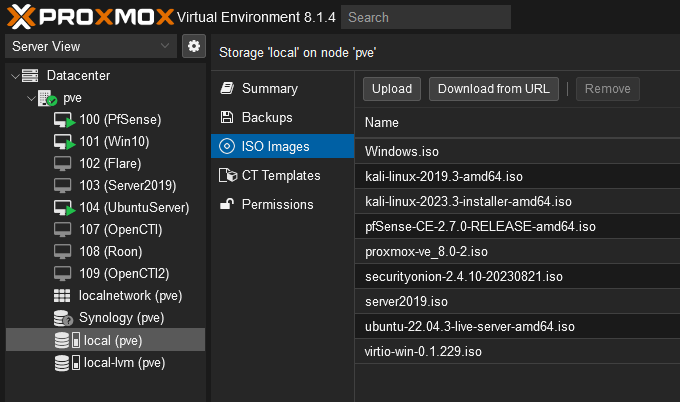 PROXMOX Virtual Environment 8.1.4 Search
Server View
Datacenter
pve
100 (PfSense)
101 (Win10)
102 (Flare)
103 (Server2019)
104 (UbuntuServer)
107 (OpenCTI)
108 (Roon)
109 (OpenCTI2)
localnetwork (pve)
Synology (pve)
local (pve)
local-lvm (pve)
Storage 'local' on node 'pve'
Summary
Backups
ISO Images
CT Templates
Permissions
Upload Download from URL Remove
Name
Windows.iso
kali-linux-2019.3-amd64.iso
kali-linux-2023.3-installer-amd64.iso
pfSense-CE-2.7.0-RELEASE-amd64.iso
proxmox-ve_8.0-2.iso
securityonion-2.4.10-20230821.iso
server2019.iso
ubuntu-22.04.3-live-server-amd64.iso
virtio-win-0.1.229.iso